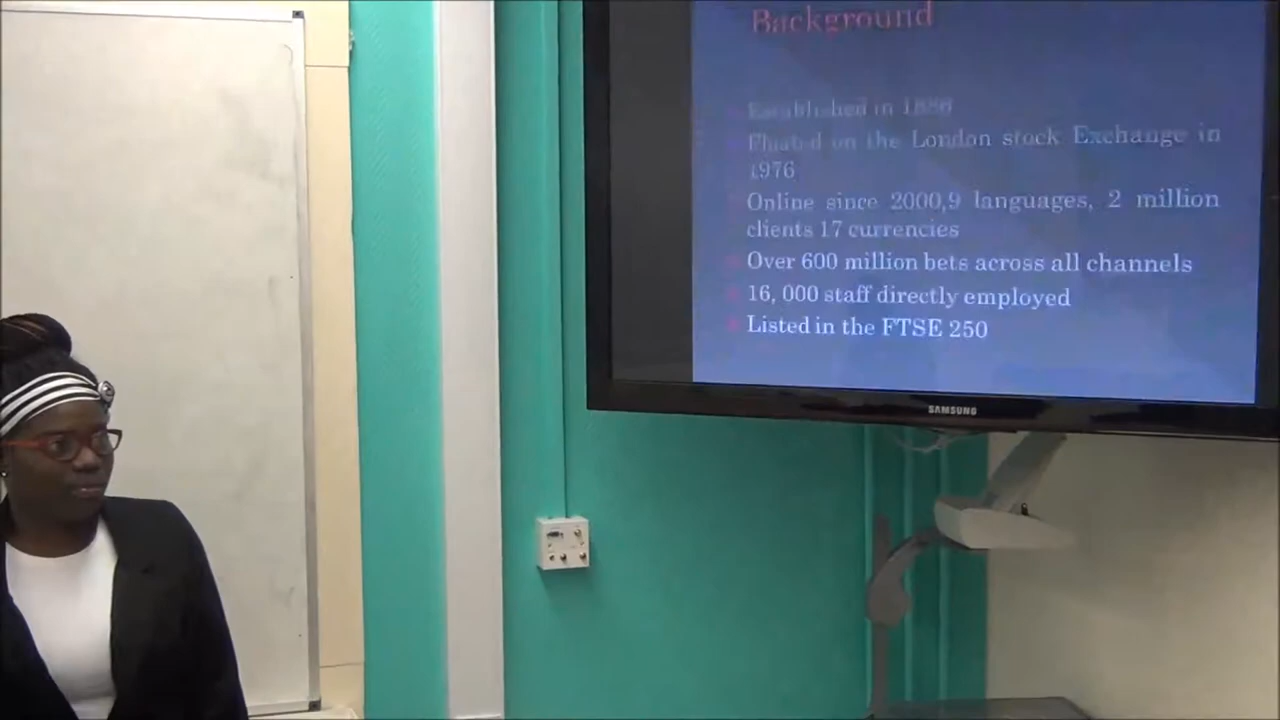 Background
Established in 1886
Floated on the London stock Exchange in
1976
Online since 2000,9 languages, 2 million
clients 17 currencies
Over 600 million bets across all channels
16, 000 staff directly employed
Listed in the FTSE 250
SAMSUNG